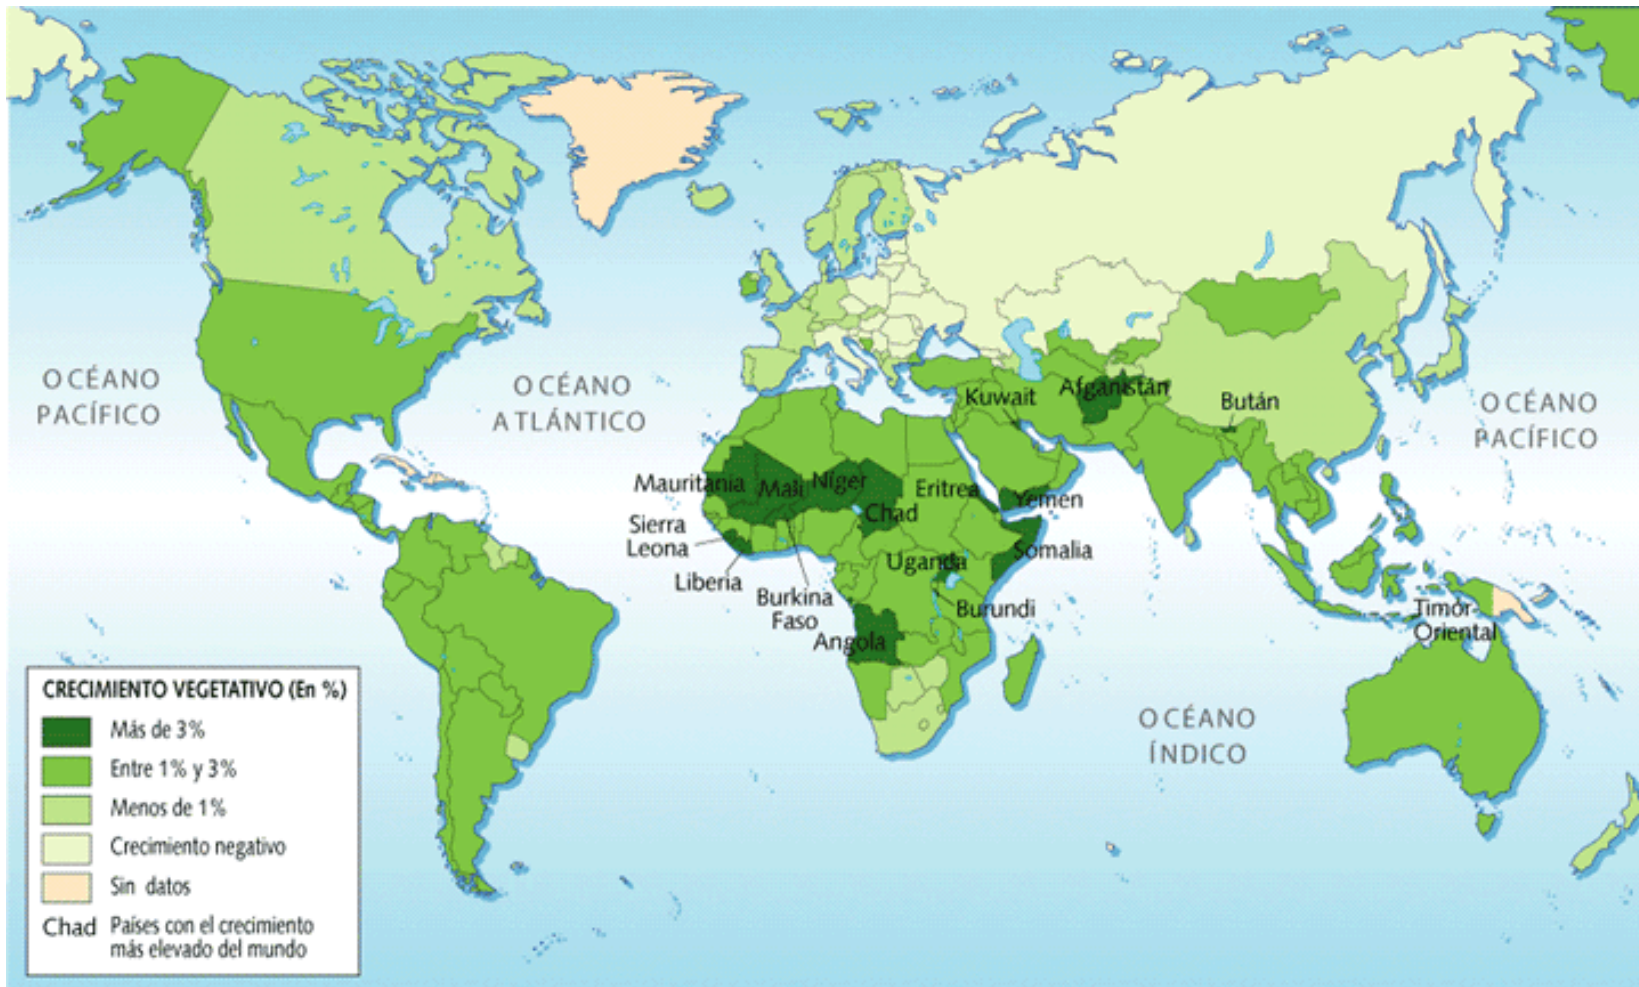 OCÉANO
PACÍFICO
OCÉANO
ATLÁNTICO
OCÉANO
PACÍFICO
OCÉANO
ÍNDICO
Kuwait
Afganistán
Bután
Mauritania
Mali
Níger
Eritrea
Yemen
Chad
Sierra
Leona
Somalia
Uganda
Liberia
Burkina
Faso
Burundi
Angola
Timor-
Oriental
CRECIMIENTO VEGETATIVO (En %)
Más de 3%
Entre 1% y 3%
Menos de 1%
Crecimiento negativo
Sin datos
Chad Países con el crecimiento
más elevado del mundo